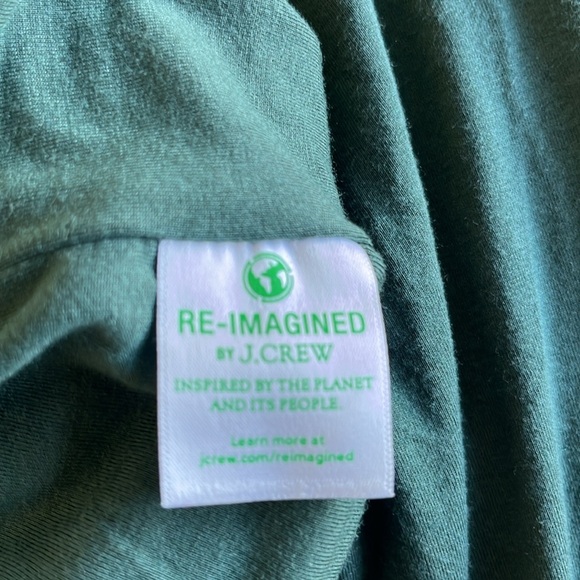 RE-IMAGINED
BY J.CREW
INSPIRED BY THE PLANET
AND ITS PEOPLE.
Learn more at
jcrew.com/reimagined